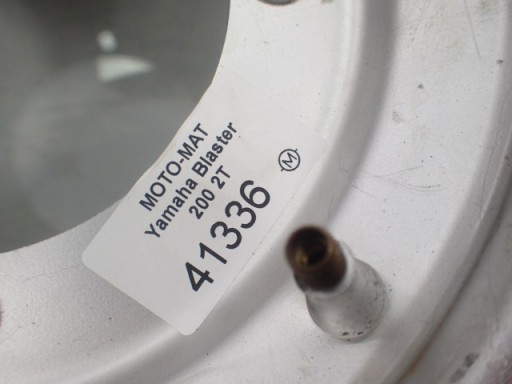 MOTO-MAT
Yamaha Blaster
200 2T
41336
M